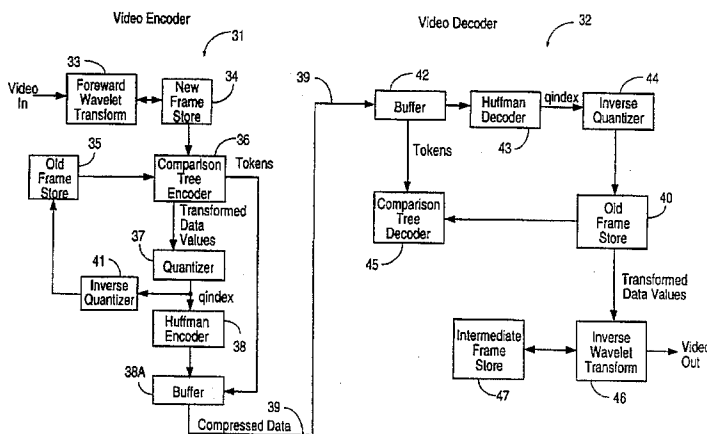 Video Encoder
31
Video Decoder
32
33
34
Video
In
Foreward
Wavelet
Transform
New
Frame
Store
39
42
Buffer
Huffman
Decoder
43
qindex
44
Inverse
Quantizer
35
Old
Frame
Store
36
Comparison
Tree
Encoder
Tokens
Tokens
Transformed
Data
Values
Comparison
Tree
Decoder
45
40
Old
Frame
Store
37
Quantizer
41
Inverse
Quantizer
qindex
Transformed
Data Values
Huffman
Encoder
38
Intermediate
Frame
Store
47
Inverse
Wavelet
Transform
46
Video
Out
38A
Buffer
Compressed Data
39